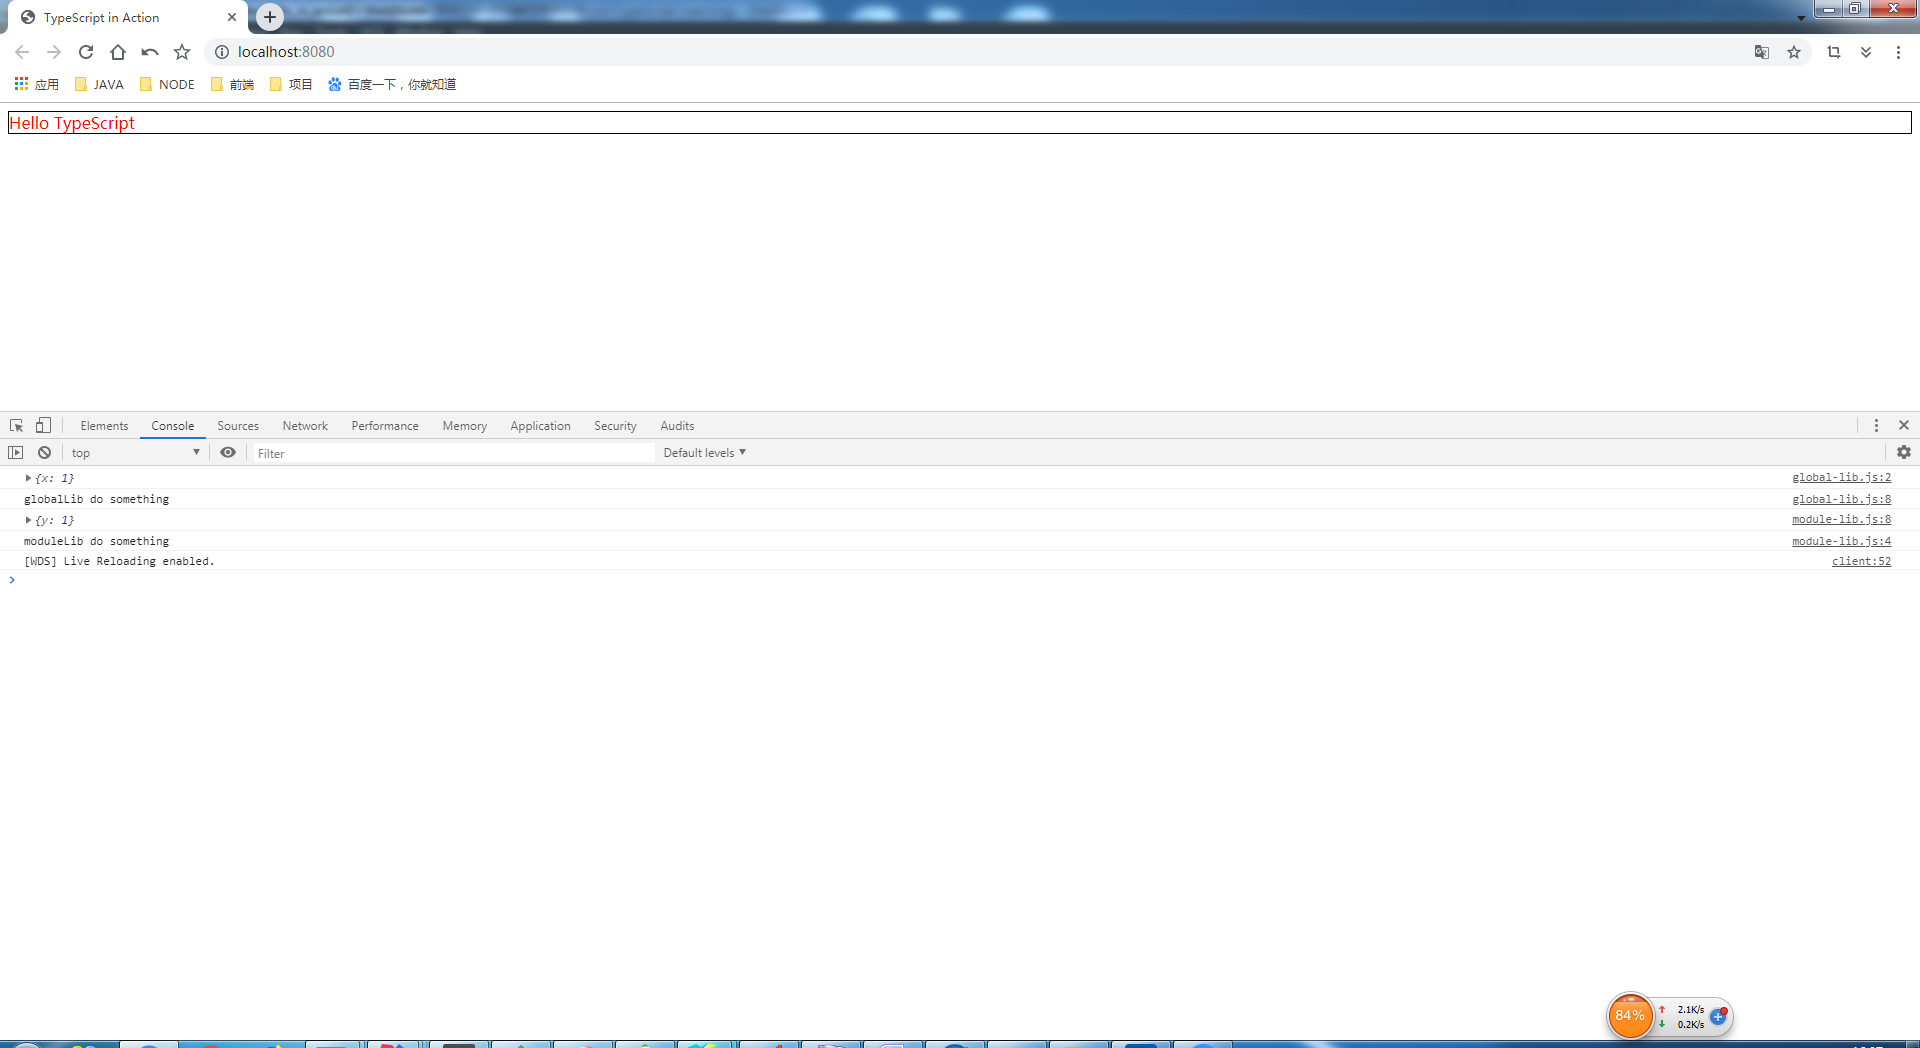 TypeScript in Action
localhost:8080
应用 JAVA NODE 前端 项目 百度一下，你就知道
Hello TypeScript
Elements Console Sources Network Performance Memory Application Security Audits
top Filter Default levels
{x: 1} global-lib.js:2
globalLib do something global-lib.js:8
{y: 1} module-lib.js:8
moduleLib do something module-lib.js:4
[WDS] Live Reloading enabled. client:52
84% 2.1K/s
0.2K/s